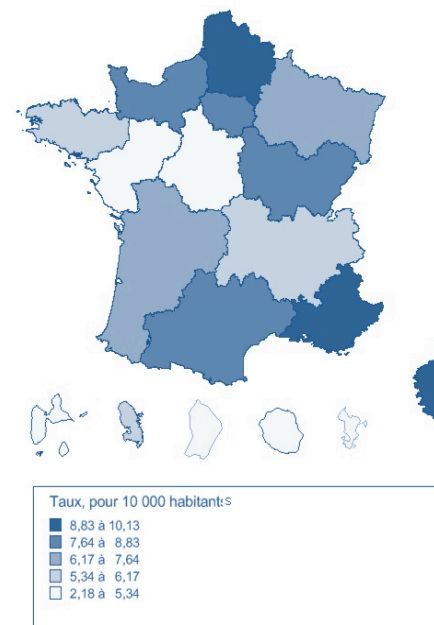 Taux, pour 10 000 habitants
8,83 à 10,13
7,64 à 8,83
6,17 à 7,64
5,34 à 6,17
2,18 à 5,34